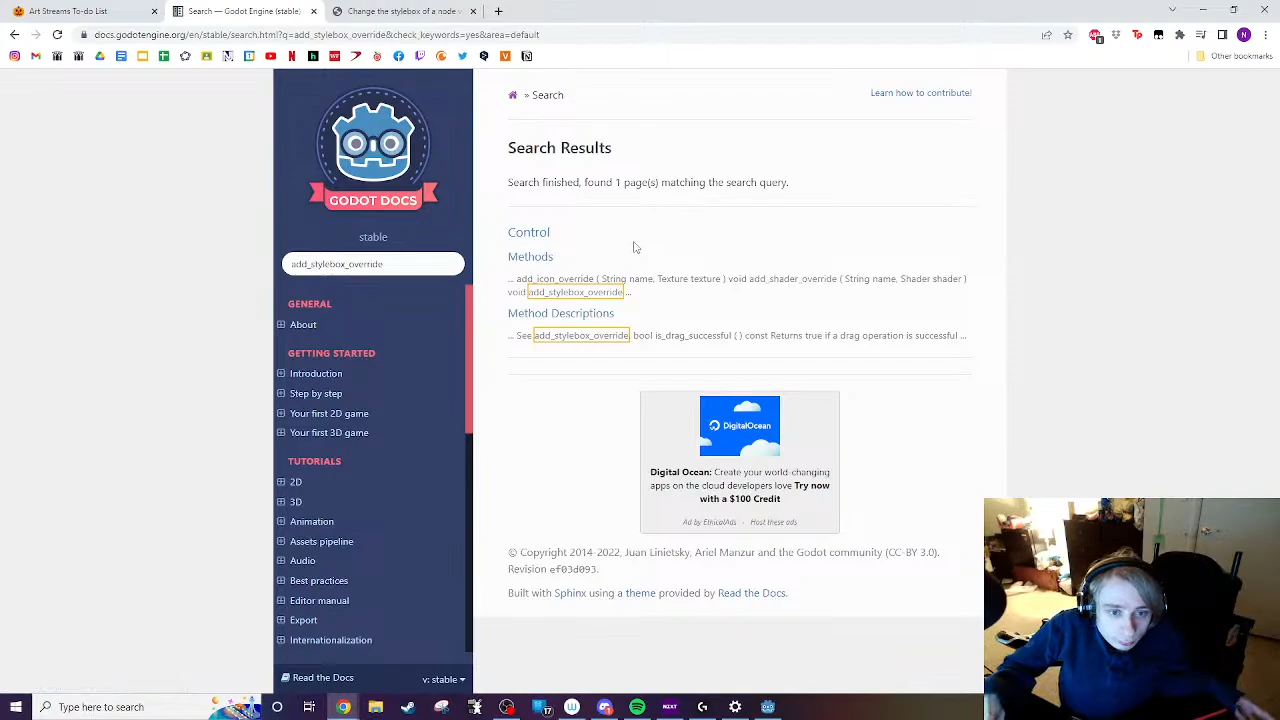 Art Streams To-do List
Search — Godot Engine (stable)
Change the stylebox of a node v
docs.godotengine.org/en/stable/search.html?q=add_stylebox_override&check_keywords=yes&area=default
Other bookmarks
GODOT DOCS
stable
add_stylebox_override
GENERAL
About
GETTING STARTED
Introduction
Step by step
Your first 2D game
Your first 3D game
TUTORIALS
2D
3D
Animation
Assets pipeline
Audio
Best practices
Editor manual
Export
Internationalization
Read the Docs
v: stable
» Search
Learn how to contribute!
Search Results
Search finished, found 1 page(s) matching the search query.
Control
Methods
... add_icon_override ( String name, Texture texture ) void add_shader_override ( String name, Shader shader )
void add_stylebox_override ...
Method Descriptions
... See add_stylebox_override. bool is_drag_successful ( ) const Returns true if a drag operation is successful ...
DigitalOcean
Digital Ocean: Create your world-changing
apps on the cloud developers love Try now
with a $100 Credit
Ad by EthicalAds · Host these ads
© Copyright 2014-2022, Juan Linietsky, Ariel Manzur and the Godot community (CC-BY 3.0).
Revision ef03d093.
Built with Sphinx using a theme provided by Read the Docs.
Type here to search